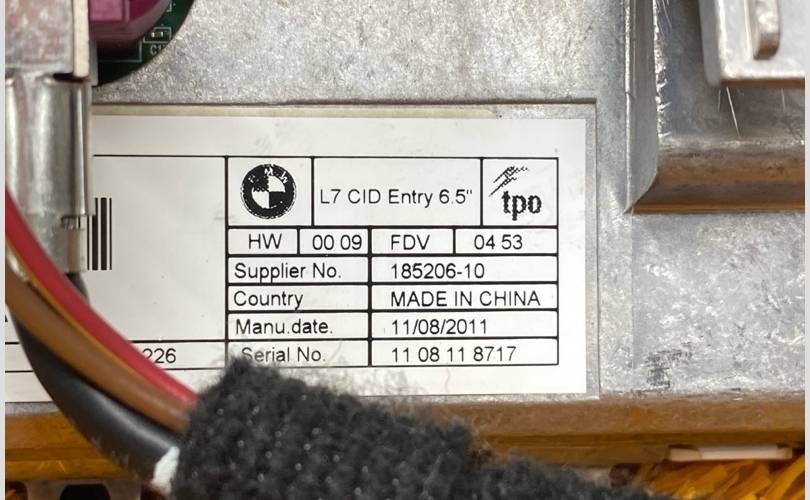 BMW
L7 CID Entry 6.5"
tpo
HW 00 09 FDV 04 53
Supplier No. 185206-10
Country MADE IN CHINA
Manu.date. 11/08/2011
226 Serial No. 11 08 11 8717